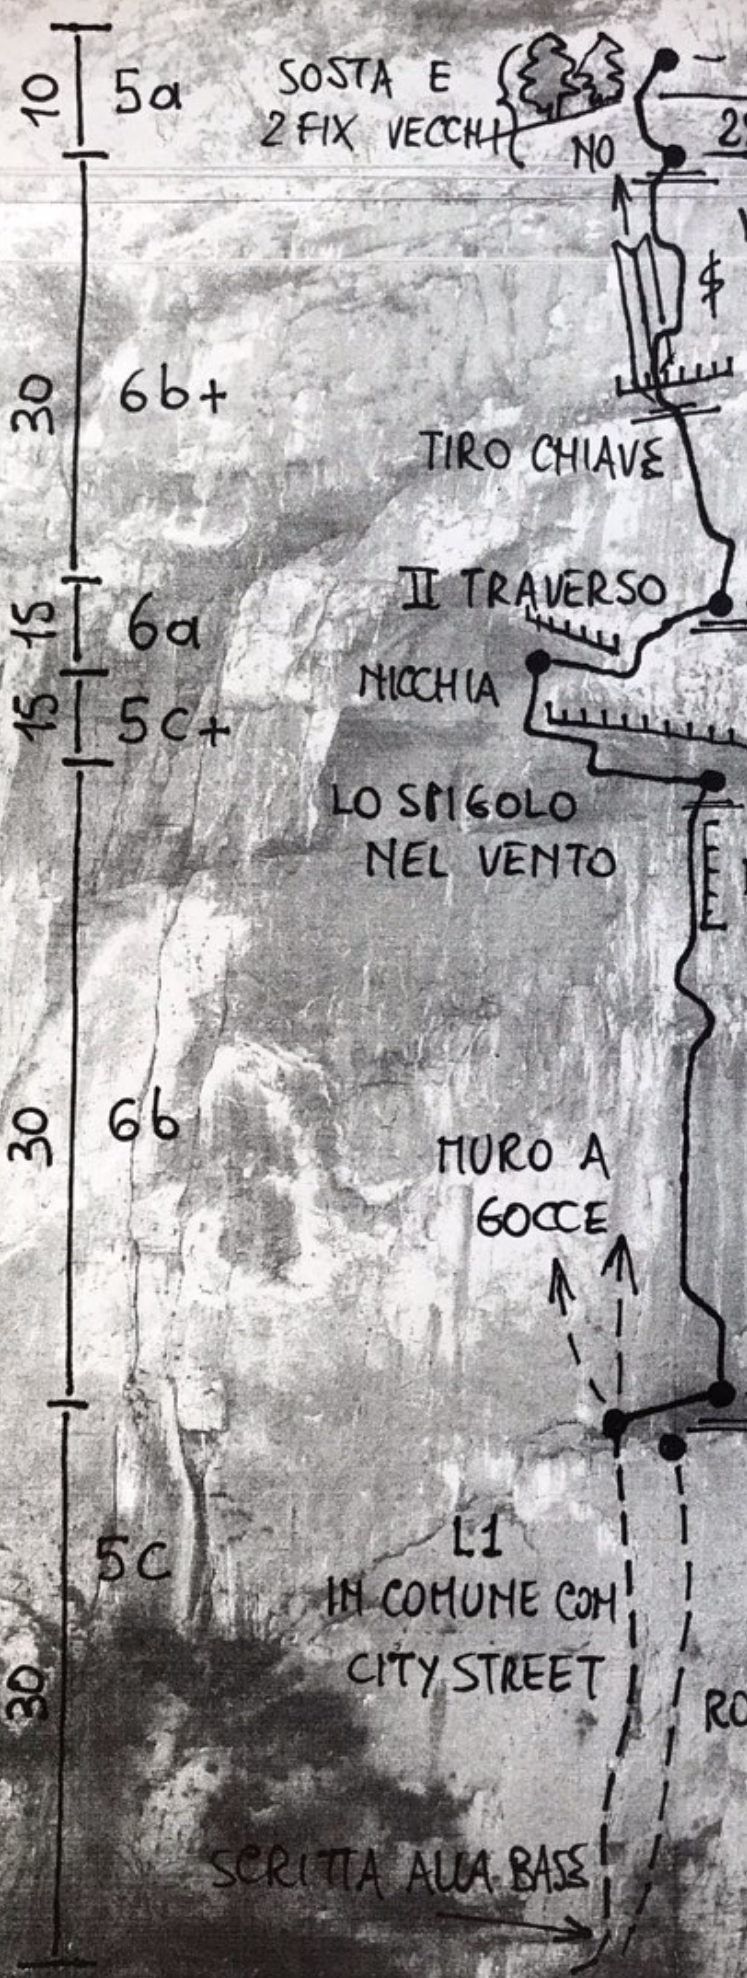 10
5a
SOSTA E
2 FIX VECCHI
NO
$
30
6b+
TIRO CHIAVE
II TRAVERSO
15
6a
NICCHIA
15
5c+
LO SPIGOLO
NEL VENTO
30
6b
MURO A
GOCCE
5c
L1
IN COMUNE CON
CITY STREET
30
RO
SCRITTA ALLA BASE